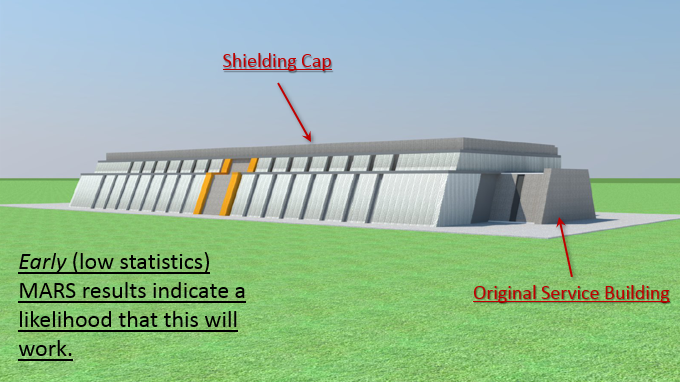 Shielding Cap
Early (low statistics)
MARS results indicate a
likelihood that this will
work.
Original Service Building